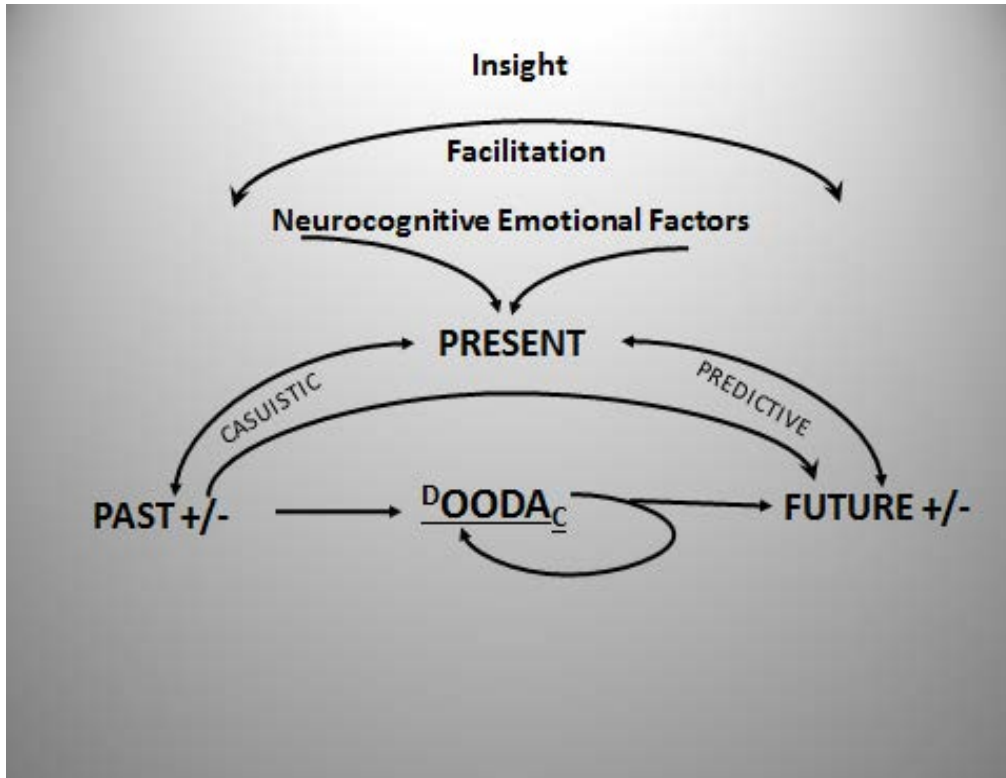 Insight
Facilitation
Neurocognitive Emotional Factors
PRESENT
CASUISTIC
PREDICTIVE
PAST +/-
DOODAC
FUTURE +/-